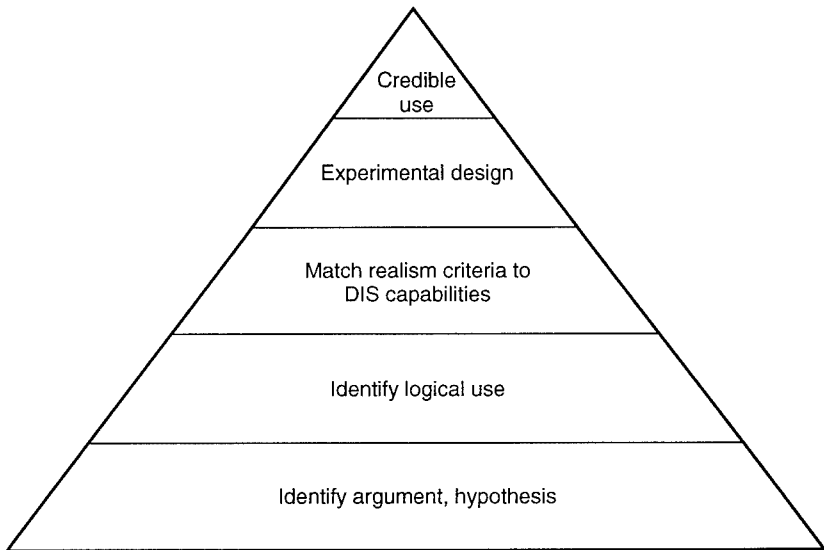 Credible
use
Experimental design
Match realism criteria to
DIS capabilities
Identify logical use
Identify argument, hypothesis